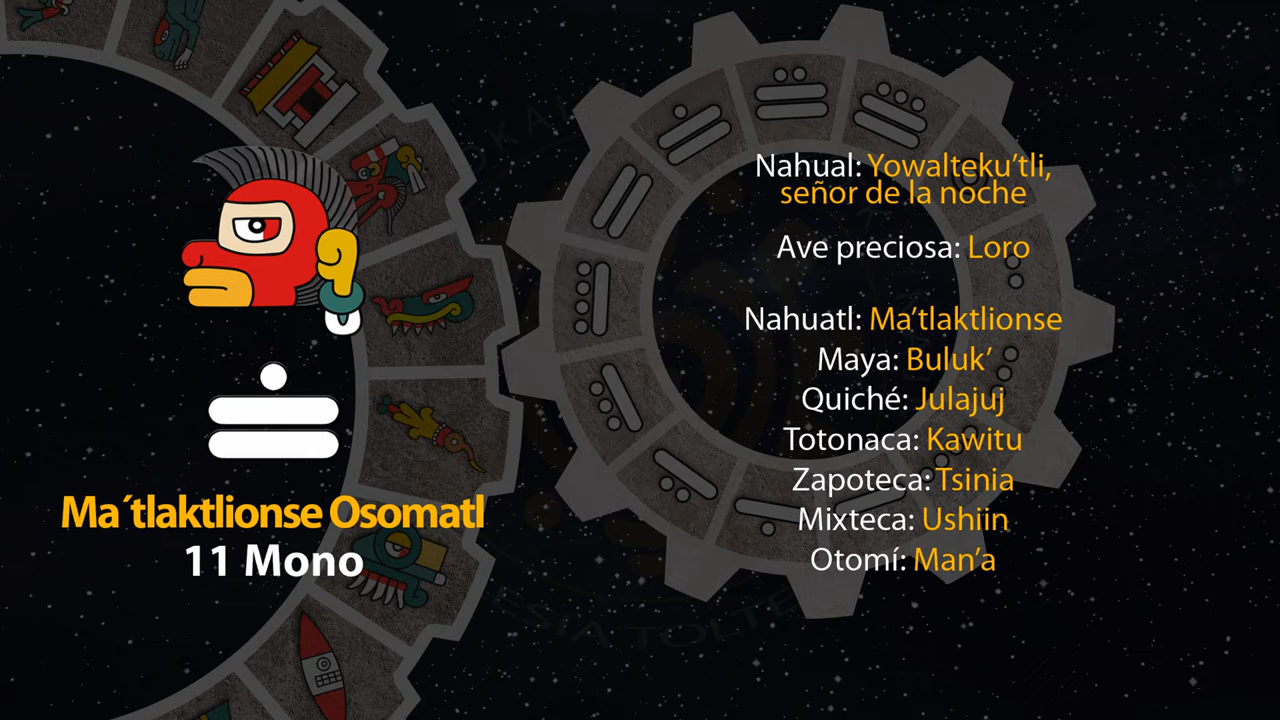 Ma´tlaktlionse Osomatl
11 Mono
Nahual: Yowalteku’tli,
señor de la noche
Ave preciosa: Loro
Nahuatl: Ma’tlaktlionse
Maya: Buluk’
Quiché: Julajuj
Totonaca: Kawitu
Zapoteca: Tsinia
Mixteca: Ushiin
Otomí: Man’a